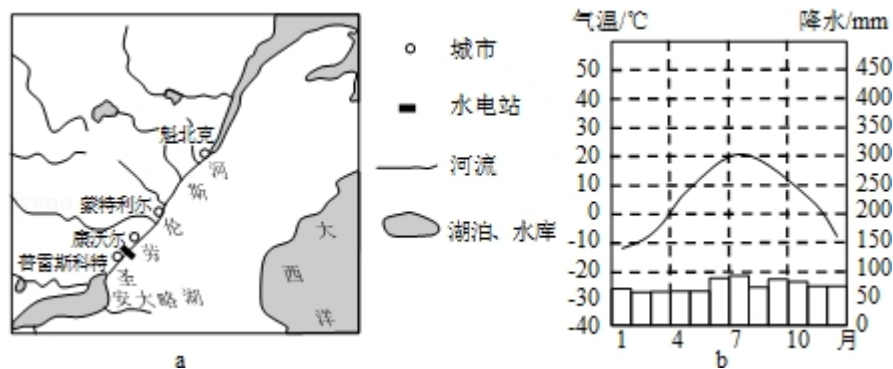 魁北克
蒙特利尔
康沃尔
普雷斯科特
圣劳伦斯河
安大略湖
大西洋
a
城市
水电站
河流
湖泊、水库
气温/℃
降水/mm
50
40
30
20
10
0
-10
-20
-30
-40
450
400
350
300
250
200
150
100
50
0
1
4
7
10
月
b